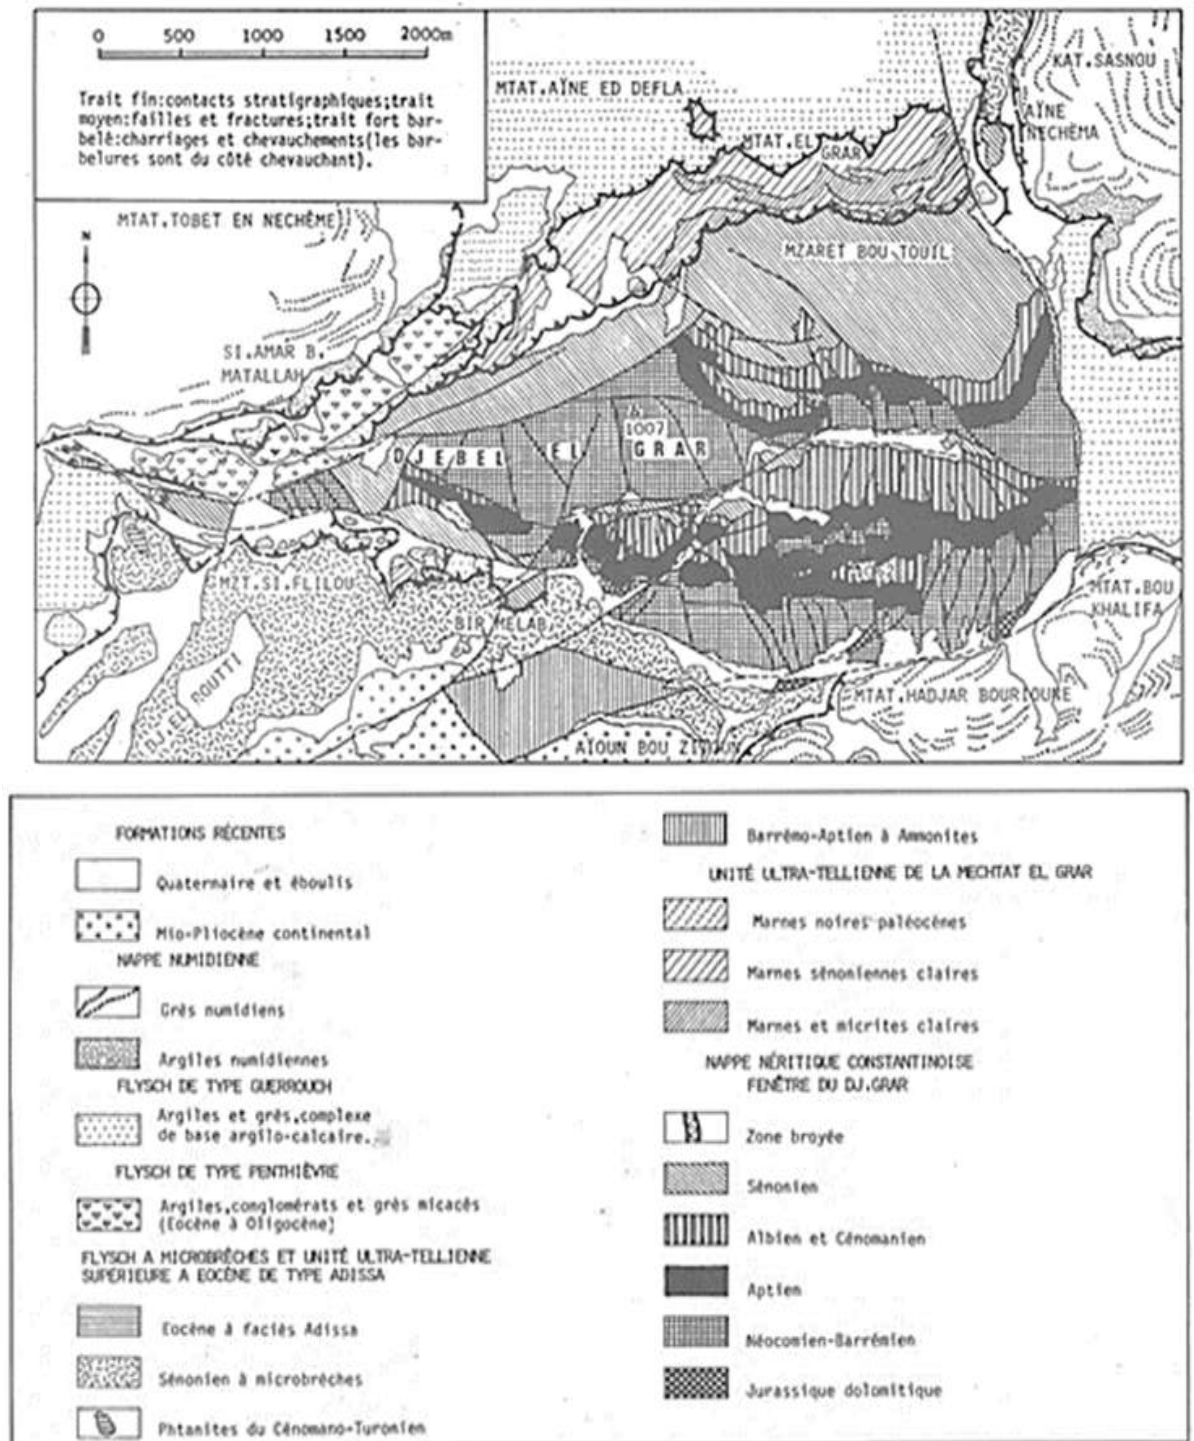 0 500 1000 1500 2000m
Trait fin:contacts stratigraphiques;trait
moyen:failles et fractures;trait fort bar-
belé:charriages et chevauchements(les bar-
belures sont du côté chevauchant).
MTAT.AÏNE ED DEFLA
KAT.SASNOU
AÏNE
NECHÈMA
MTAT.EL
GRAR
MTAT.TOBET EN NECHÈME
N
MZARET BOU TOUIL
SI.AMAR B.
MATALLAH
1007
DJEBEL EL GRAR
MZT.SI.FLILOU
BIR MELAB
MTAT.BOU
KHALIFA
DJ.EL ROUTTI
MTAT.HADJAR BOURIOUKE
AÏOUN BOU ZITOUN
FORMATIONS RÉCENTES
Quaternaire et éboulis
Mio-Pliocène continental
NAPPE NUMIDIENNE
Grès numidiens
Argiles numidiennes
FLYSCH DE TYPE GUERROUCH
Argiles et grès,complexe
de base argilo-calcaire.
FLYSCH DE TYPE PENTHIÈVRE
Argiles,conglomérats et grès micacés
(Eocène à Oligocène)
FLYSCH A MICROBRÈCHES ET UNITÉ ULTRA-TELLIENNE
SUPÉRIEURE A EOCÈNE DE TYPE ADISSA
Eocène à faciès Adissa
Sénonien à microbrèches
Phtanites du Cénomano-Turonien
Barrémo-Aptien à Ammonites
UNITÉ ULTRA-TELLIENNE DE LA MECHTAT EL GRAR
Marnes noires paléocènes
Marnes sénoniennes claires
Marnes et micrites claires
NAPPE NÉRITIQUE CONSTANTINOISE
FENÊTRE DU DJ.GRAR
Zone broyée
Sénonien
Albien et Cénomanien
Aptien
Néocomien-Barrémien
Jurassique dolomitique